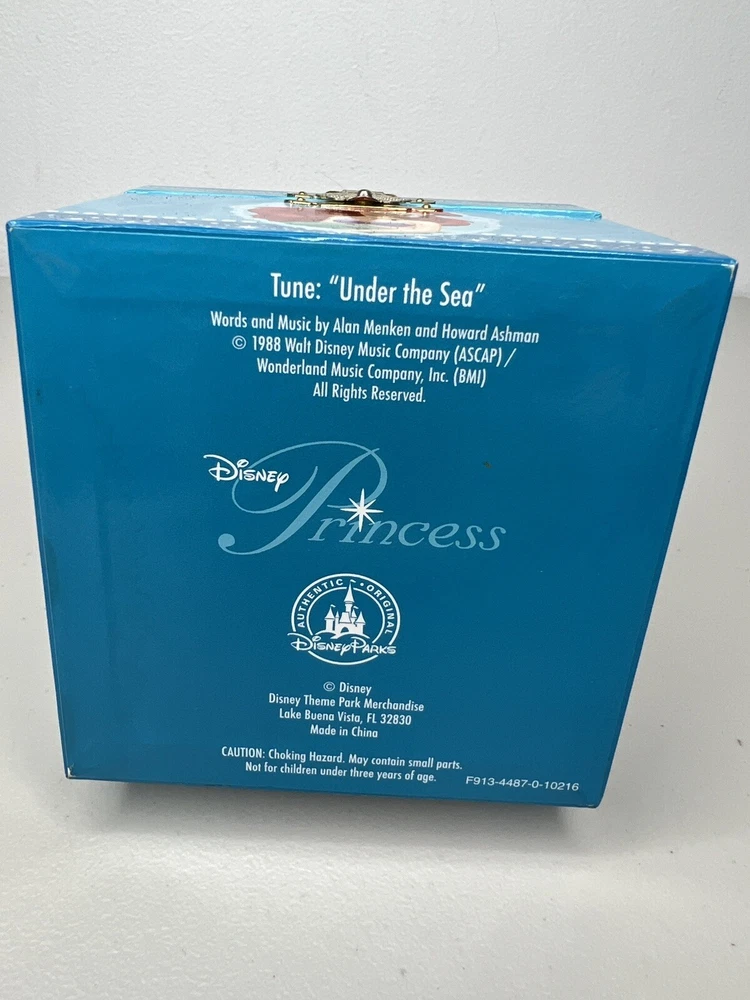 Tune: "Under the Sea"
Words and Music by Alan Menken and Howard Ashman
© 1988 Walt Disney Music Company (ASCAP) /
Wonderland Music Company, Inc. (BMI)
All Rights Reserved.
Disney
Princess
AUTHENTIC • ORIGINAL
Disney Parks
© Disney
Disney Theme Park Merchandise
Lake Buena Vista, FL 32830
Made in China
CAUTION: Choking Hazard. May contain small parts.
Not for children under three years of age.
F913-4487-0-10216